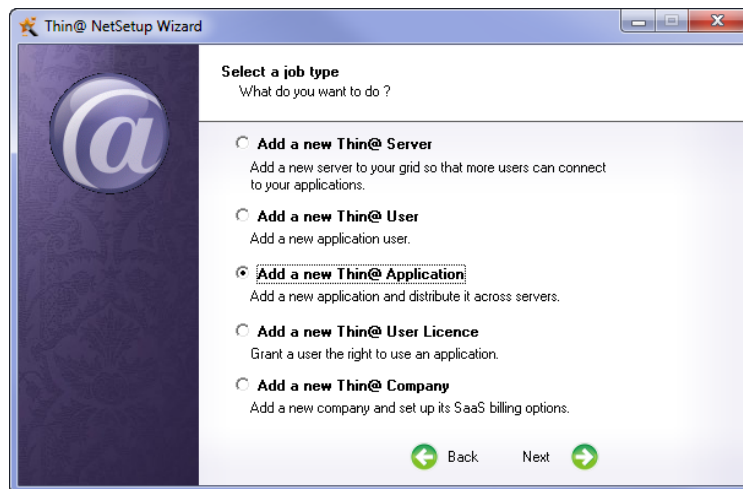 Thin@ NetSetup Wizard
Select a job type
What do you want to do ?
Add a new Thin@ Server
Add a new server to your grid so that more users can connect
to your applications.
Add a new Thin@ User
Add a new application user.
Add a new Thin@ Application
Add a new application and distribute it across servers.
Add a new Thin@ User Licence
Grant a user the right to use an application.
Add a new Thin@ Company
Add a new company and set up its SaaS billing options.
Back Next